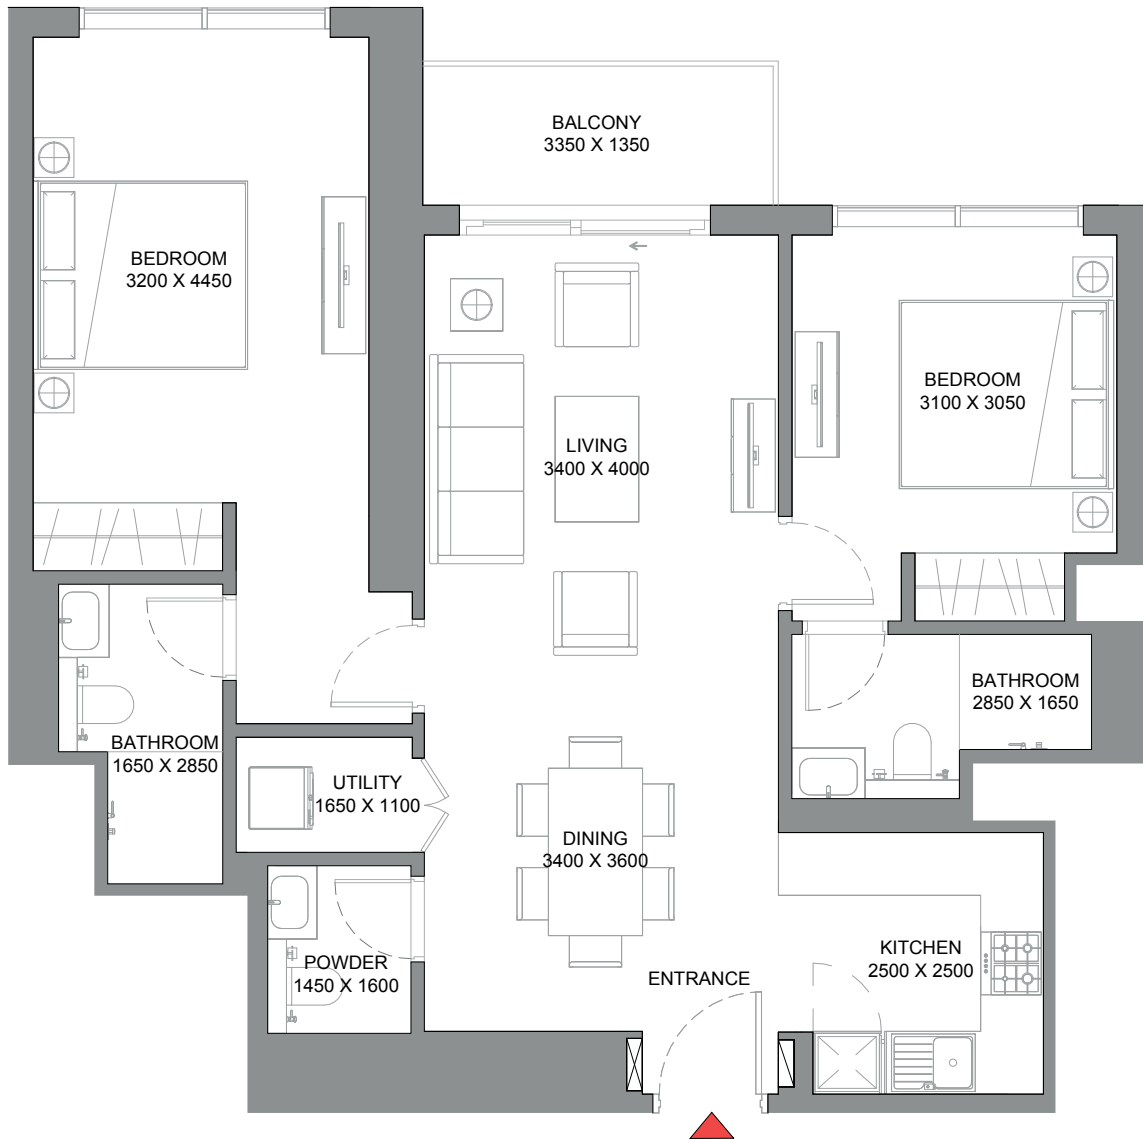 BALCONY
3350 X 1350
BEDROOM
3200 X 4450
BEDROOM
3100 X 3050
LIVING
3400 X 4000
BATHROOM
2850 X 1650
BATHROOM
1650 X 2850
UTILITY
1650 X 1100
DINING
3400 X 3600
KITCHEN
2500 X 2500
POWDER
1450 X 1600
ENTRANCE